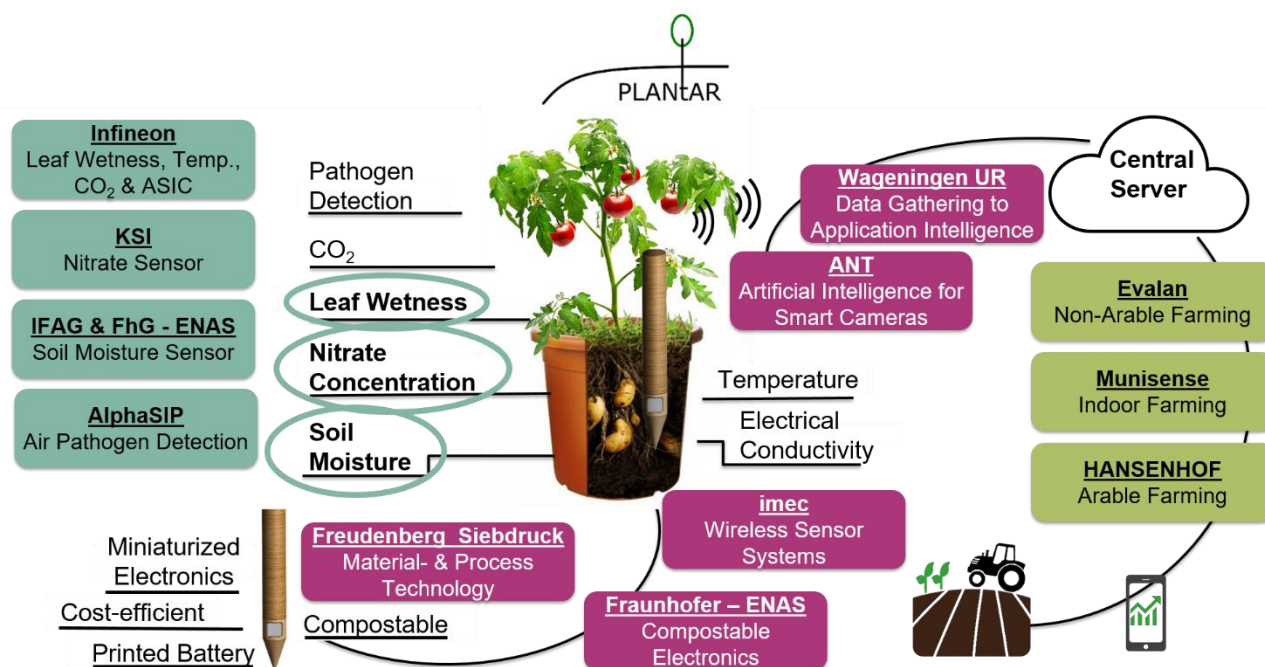 PLANtAR
Infineon
Leaf Wetness, Temp.,
CO₂ & ASIC
KSI
Nitrate Sensor
IFAG & FhG - ENAS
Soil Moisture Sensor
AlphaSIP
Air Pathogen Detection
Pathogen
Detection
CO₂
Leaf Wetness
Nitrate
Concentration
Soil
Moisture
Temperature
Electrical
Conductivity
Wageningen UR
Data Gathering to
Application Intelligence
ANT
Artificial Intelligence for
Smart Cameras
Central
Server
Evalan
Non-Arable Farming
Munisense
Indoor Farming
HANSENHOF
Arable Farming
imec
Wireless Sensor
Systems
Freudenberg Siebdruck
Material- & Process
Technology
Fraunhofer – ENAS
Compostable
Electronics
Miniaturized
Electronics
Cost-efficient
Printed Battery
Compostable